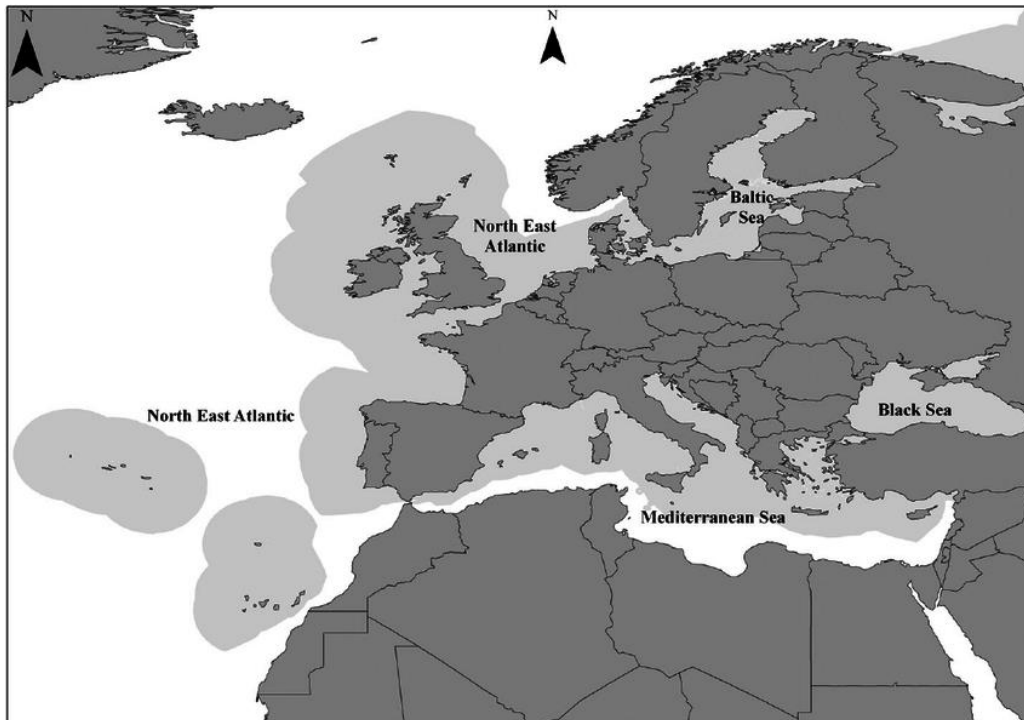 N
N
Baltic
Sea
North East
Atlantic
North East Atlantic
Black Sea
Mediterranean Sea